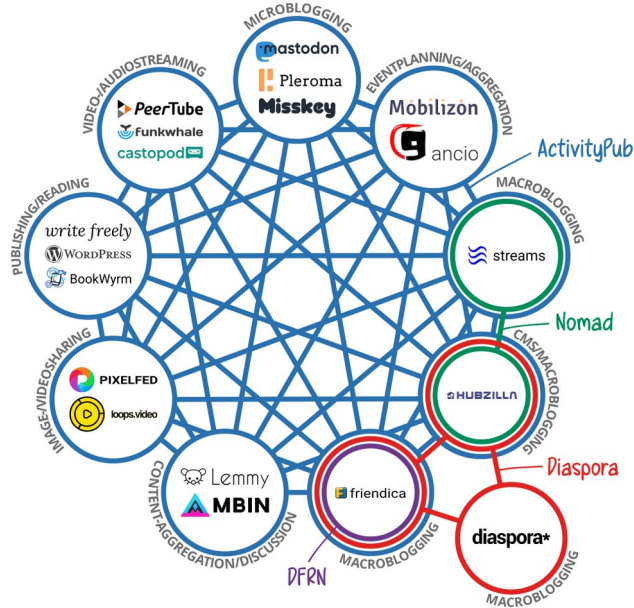 MICROBLOGGING
mastodon
Pleroma
Misskey
EVENTPLANNING/AGGREGATION
Mobilizon
gancio
ActivityPub
MACROBLOGGING
streams
Nomad
CMS/MACROBLOGGING
HUBZILLA
Diaspora
diaspora*
MACROBLOGGING
friendica
MACROBLOGGING
DFRN
Lemmy
MBIN
CONTENT-AGGREGATION/DISCUSSION
PIXELFED
loops.video
IMAGE-/VIDEOSHARING
write freely
WORDPRESS
BookWyrm
PUBLISHING/READING
PeerTube
funkwhale
castopod
VIDEO-/AUDIOSTREAMING